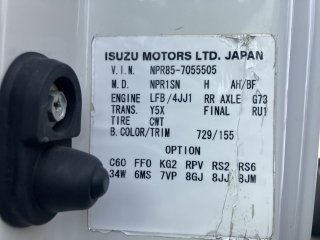 ISUZU MOTORS LTD. JAPAN
V.I.N. NPR85-7055505
M.D. NPR1SN H AH/BF
ENGINE LFB/4JJ1 RR AXLE G73
TRANS. Y5X FINAL RU1
TIRE CWT
B.COLOR/TRIM 729/155
OPTION
C60 FF0 KG2 RPV RS2 RS6
34W 6MS 7VP 8GJ 8JJ 8JM